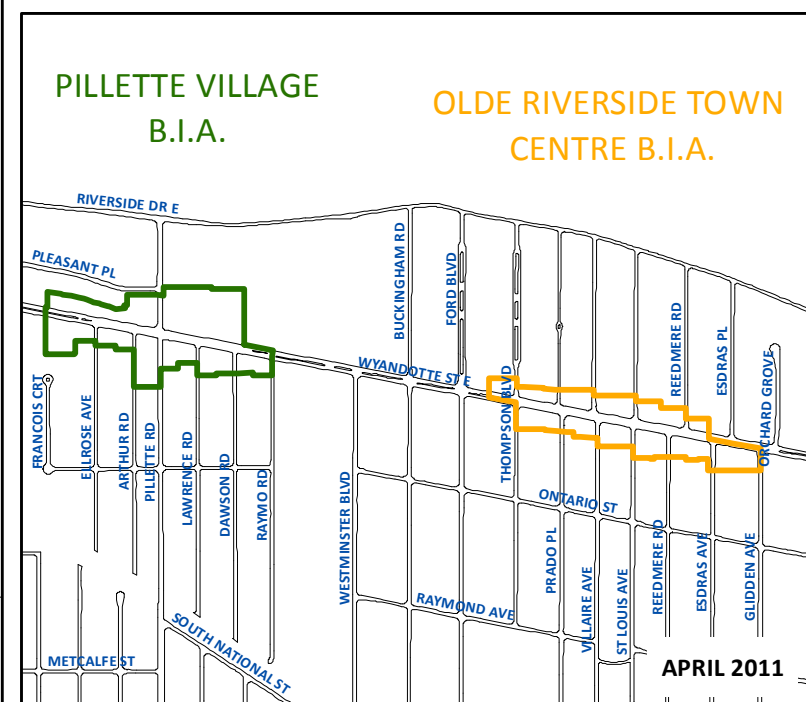 PILLETTE VILLAGE
B.I.A.
OLDE RIVERSIDE TOWN
CENTRE B.I.A.
RIVERSIDE DR E
PLEASANT PL
BUCKINGHAM RD
FORD BLVD
REEDMERE RD
ESDRAS PL
WYANDOTTE ST E
THOMPSON BLVD
ORCHARD GROVE
FRANCOIS CRT
ELLROSE AVE
ARTHUR RD
PILLETTE RD
LAWRENCE RD
DAWSON RD
RAYMO RD
WESTMINSTER BLVD
ONTARIO ST
PRADO PL
VILLAIRE AVE
ST LOUIS AVE
REEDMERE RD
ESDRAS AVE
GLIDDEN AVE
RAYMOND AVE
SOUTH NATIONAL ST
METCALFE ST
APRIL 2011